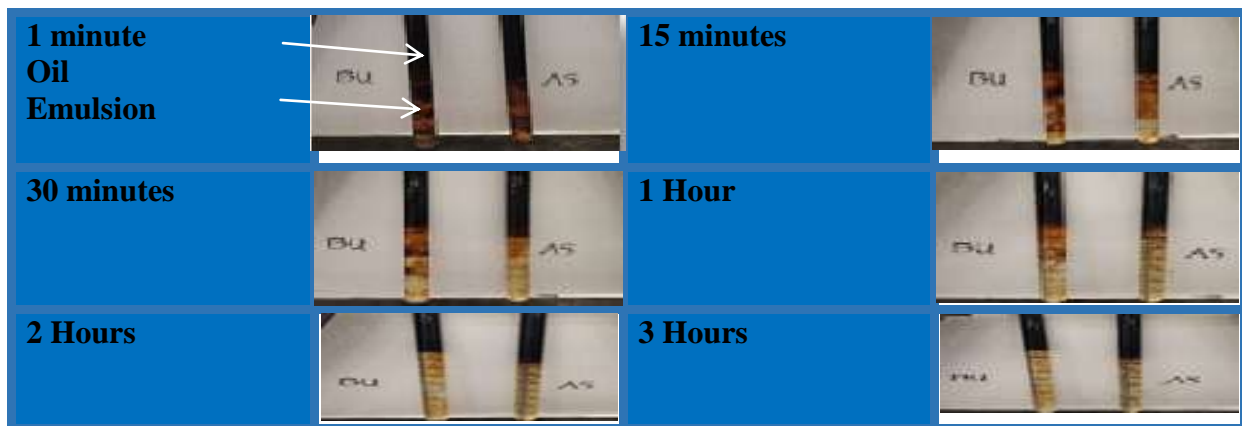 1 minute
Oil
Emulsion
BU
AS
15 minutes
BU
AS
30 minutes
BU
AS
1 Hour
BU
AS
2 Hours
BU
AS
3 Hours
BU
AS